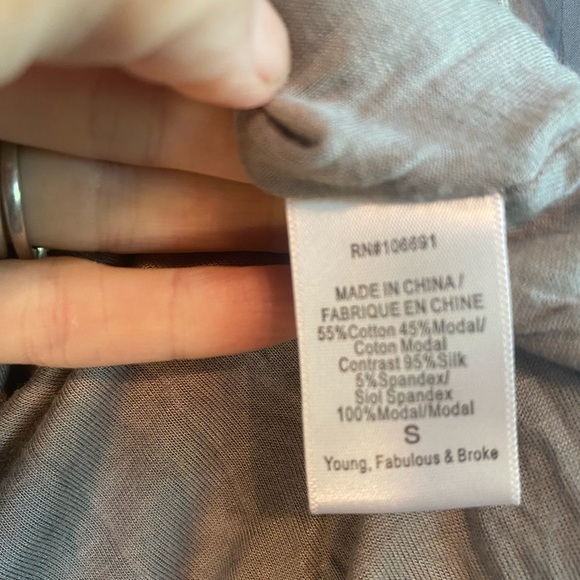 RN#106691
MADE IN CHINA/
FABRIQUE EN CHINE
55%Cotton 45%Modal/
Coton Modal
Contrast 95%Silk
5%Spandex/
Siol Spandex
100%Modal/Modal
S
Young, Fabulous & Broke